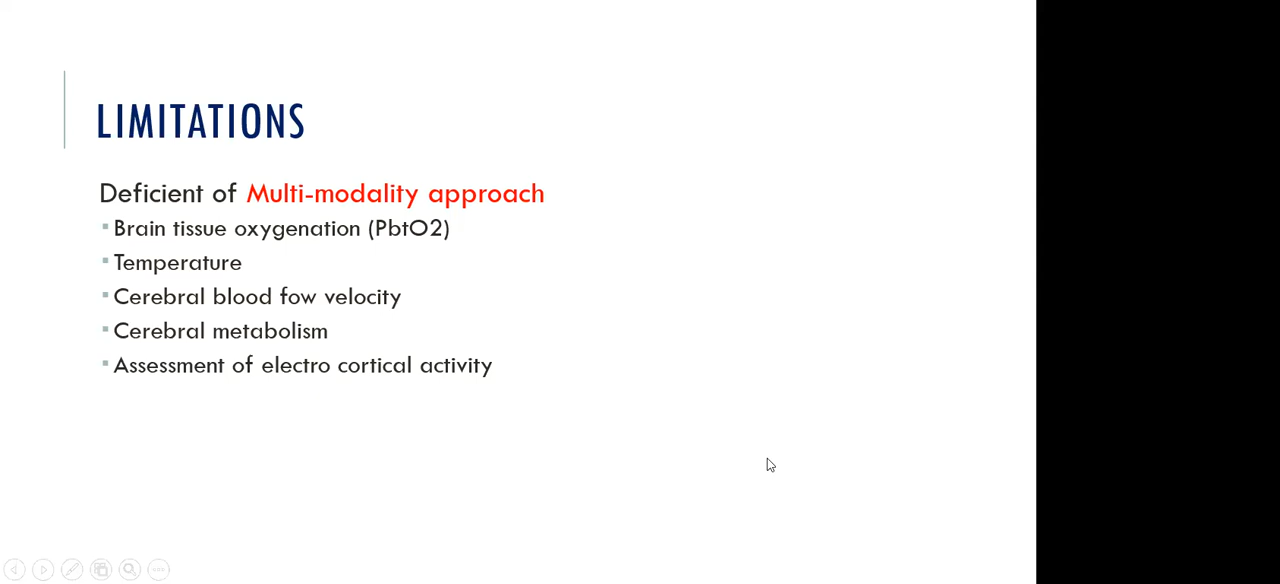 LIMITATIONS
Deficient of Multi-modality approach
Brain tissue oxygenation (PbtO2)
Temperature
Cerebral blood fow velocity
Cerebral metabolism
Assessment of electro cortical activity